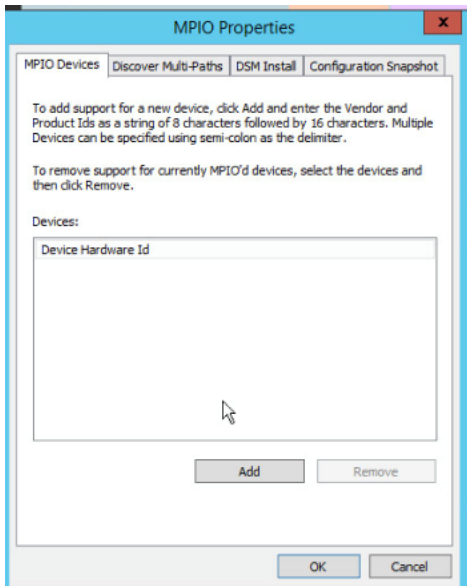 MPIO Properties
x
MPIO Devices
Discover Multi-Paths
DSM Install
Configuration Snapshot
To add support for a new device, click Add and enter the Vendor and
Product Ids as a string of 8 characters followed by 16 characters. Multiple
Devices can be specified using semi-colon as the delimiter.
To remove support for currently MPIO'd devices, select the devices and
then click Remove.
Devices:
Device Hardware Id
Add
Remove
OK
Cancel